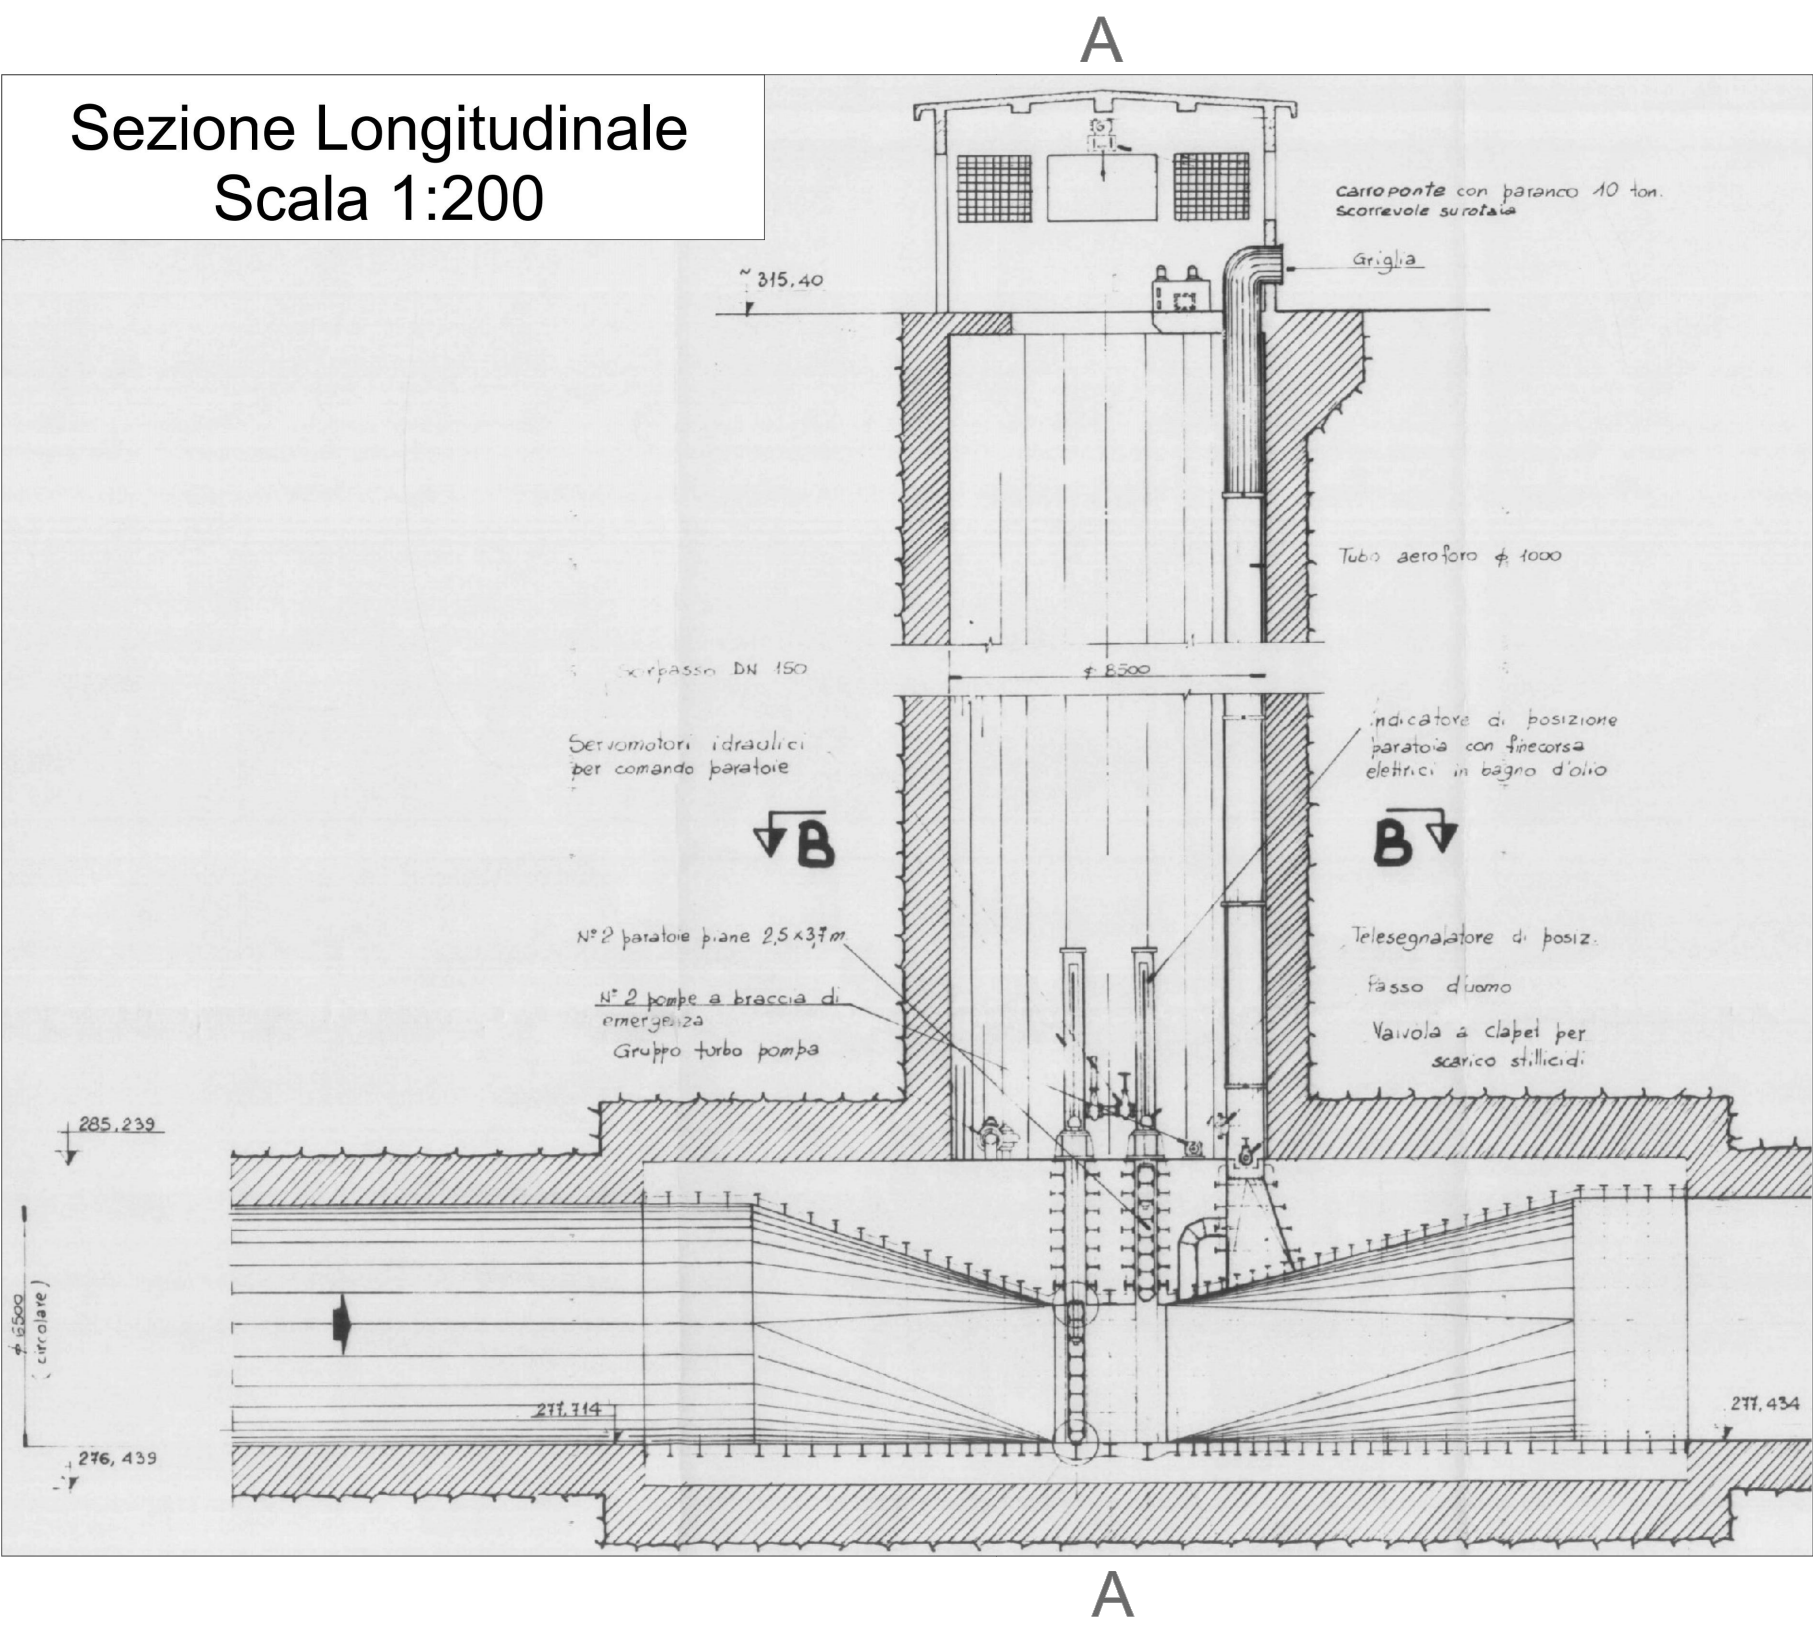 A
Sezione Longitudinale
Scala 1:200
carroponte con paranco 10 ton.
scorrevole su rotaia
Griglia
~ 315,40
Tubo aeroforo ϕ 1000
DN 150
ϕ 8500
Servomotori idraulici
per comando paratoie
indicatore di posizione
paratoia con finecorsa
elettrici in bagno d'olio
B
B
N° 2 paratoie piane 2,5x3,7 m.
N° 2 pompe a braccia di
emergenza
Gruppo turbo pompa
Telesegnalatore di posiz.
Passo d'uomo
Valvola a clapet per
scarico stillicidi
285,239
ϕ 6500
(circolare)
277,714
277,434
276,439
A